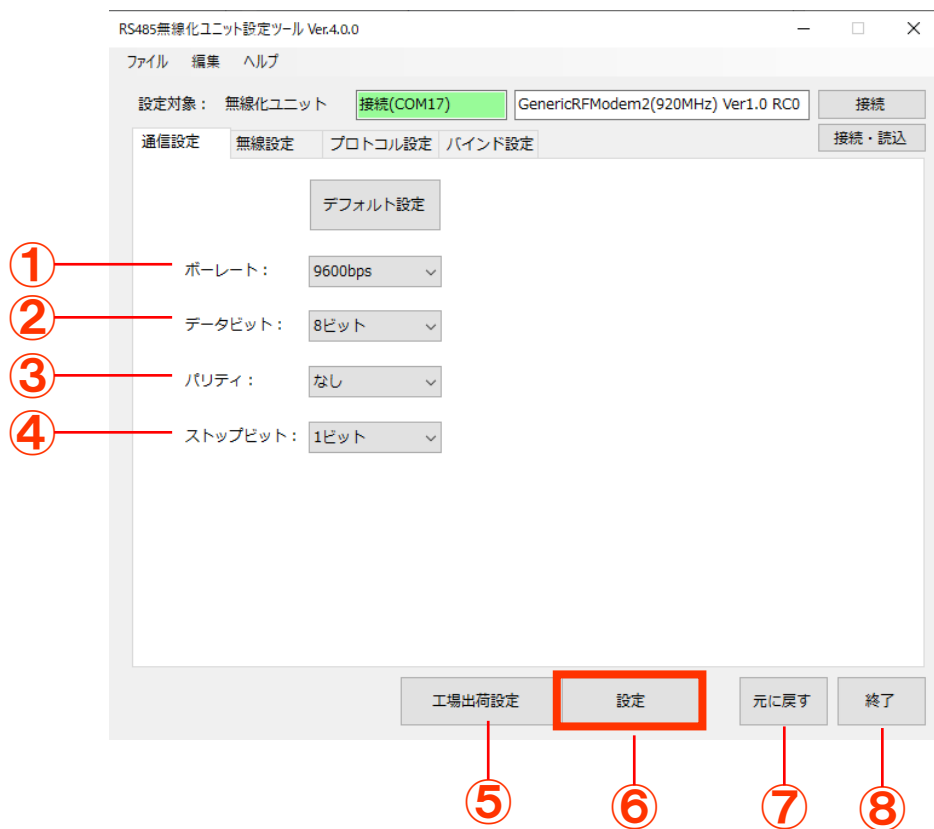 RS485無線化ユニット設定ツール Ver.4.0.0
ファイル 編集 ヘルプ
設定対象： 無線化ユニット 接続(COM17) GenericRFModem2(920MHz) Ver1.0 RC0 接続
通信設定 無線設定 プロトコル設定 バインド設定 接続・読込
デフォルト設定
① ボーレート： 9600bps
② データビット： 8ビット
③ パリティ： なし
④ ストップビット： 1ビット
工場出荷設定 設定 元に戻す 終了
⑤ ⑥ ⑦ ⑧